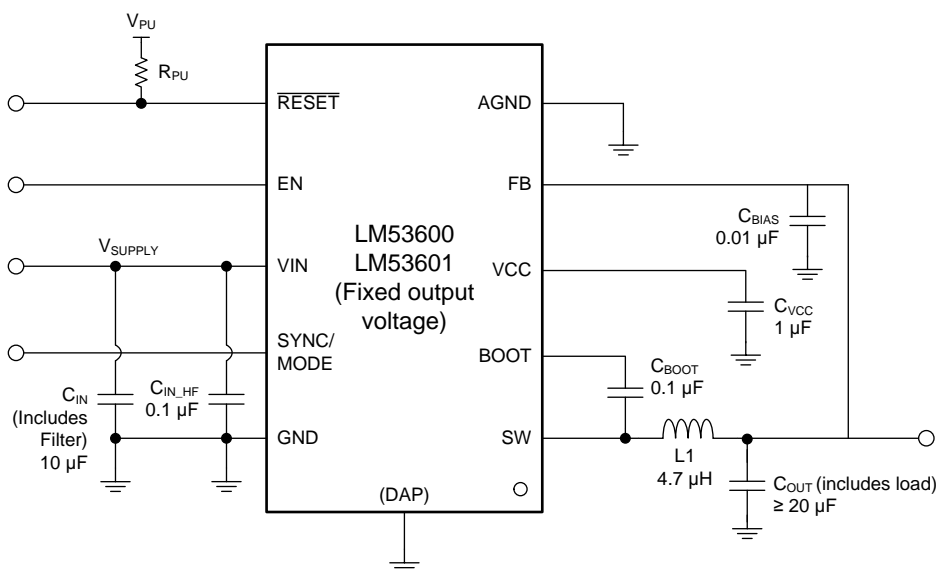 VPU
RPU
RESET
AGND
EN
FB
CBIAS
0.01 µF
LM53600
LM53601
(Fixed output
voltage)
VSUPPLY
VIN
VCC
CVCC
1 µF
SYNC/
MODE
BOOT
CBOOT
0.1 µF
CIN
(Includes
Filter)
10 µF
CIN_HF
0.1 µF
GND
SW
L1
4.7 µH
COUT (includes load)
≥ 20 µF
(DAP)